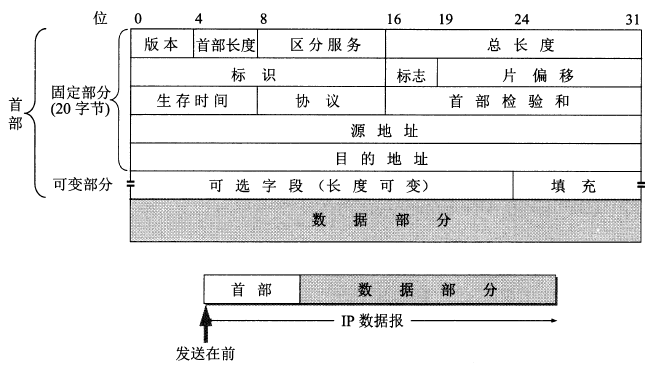 位 0 4 8 16 19 24 31
版本 首部长度 区分服务 总长度
标识 标志 片偏移
首部 固定部分 (20字节)
生存时间 协议 首部检验和
源地址
目的地址
可变部分 可选字段（长度可变） 填充
数据部分
首部 数据部分
IP数据报
发送在前